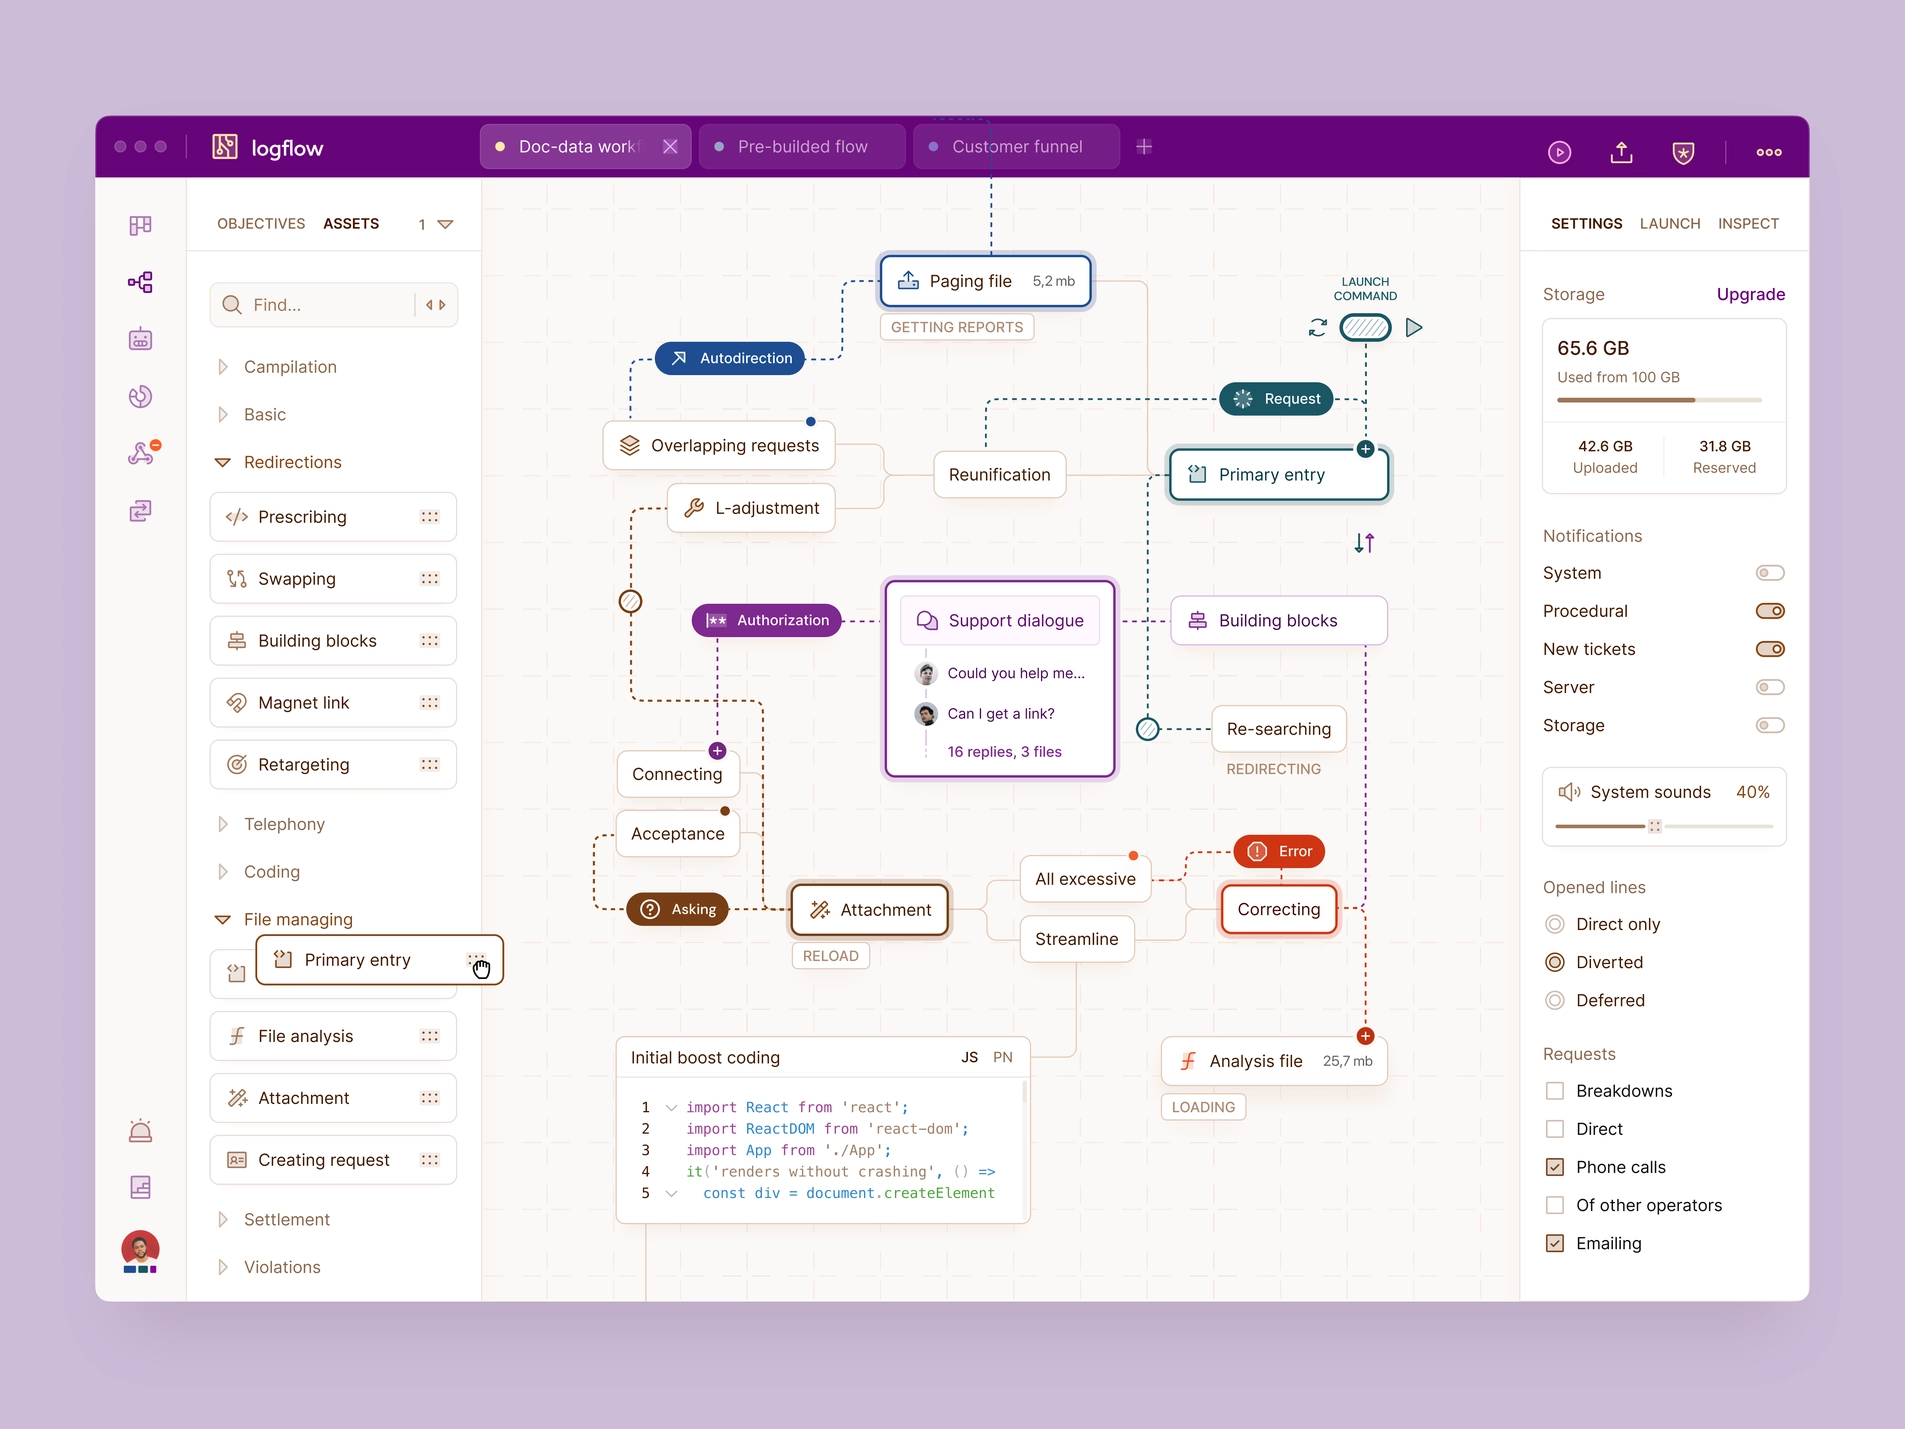 logflow
Doc-data workf
Pre-builded flow
Customer funnel
OBJECTIVES ASSETS 1
Find...
Campilation
Basic
Redirections
Prescribing
Swapping
Building blocks
Magnet link
Retargeting
Telephony
Coding
File managing
Primary entry
File analysis
Attachment
Creating request
Settlement
Violations
Paging file 5,2 mb
GETTING REPORTS
Autodirection
LAUNCH
COMMAND
Request
Overlapping requests
Reunification
Primary entry
L-adjustment
Authorization
Support dialogue
Could you help me...
Can I get a link?
16 replies, 3 files
Building blocks
Re-searching
REDIRECTING
Connecting
Acceptance
Asking
Attachment
RELOAD
All excessive
Streamline
Error
Correcting
Initial boost coding JS PN
1 import React from 'react';
2 import ReactDOM from 'react-dom';
3 import App from './App';
4 it('renders without crashing', () =>
5 const div = document.createElement
Analysis file 25,7 mb
LOADING
SETTINGS LAUNCH INSPECT
Storage Upgrade
65.6 GB
Used from 100 GB
42.6 GB 31.8 GB
Uploaded Reserved
Notifications
System
Procedural
New tickets
Server
Storage
System sounds 40%
Opened lines
Direct only
Diverted
Deferred
Requests
Breakdowns
Direct
Phone calls
Of other operators
Emailing